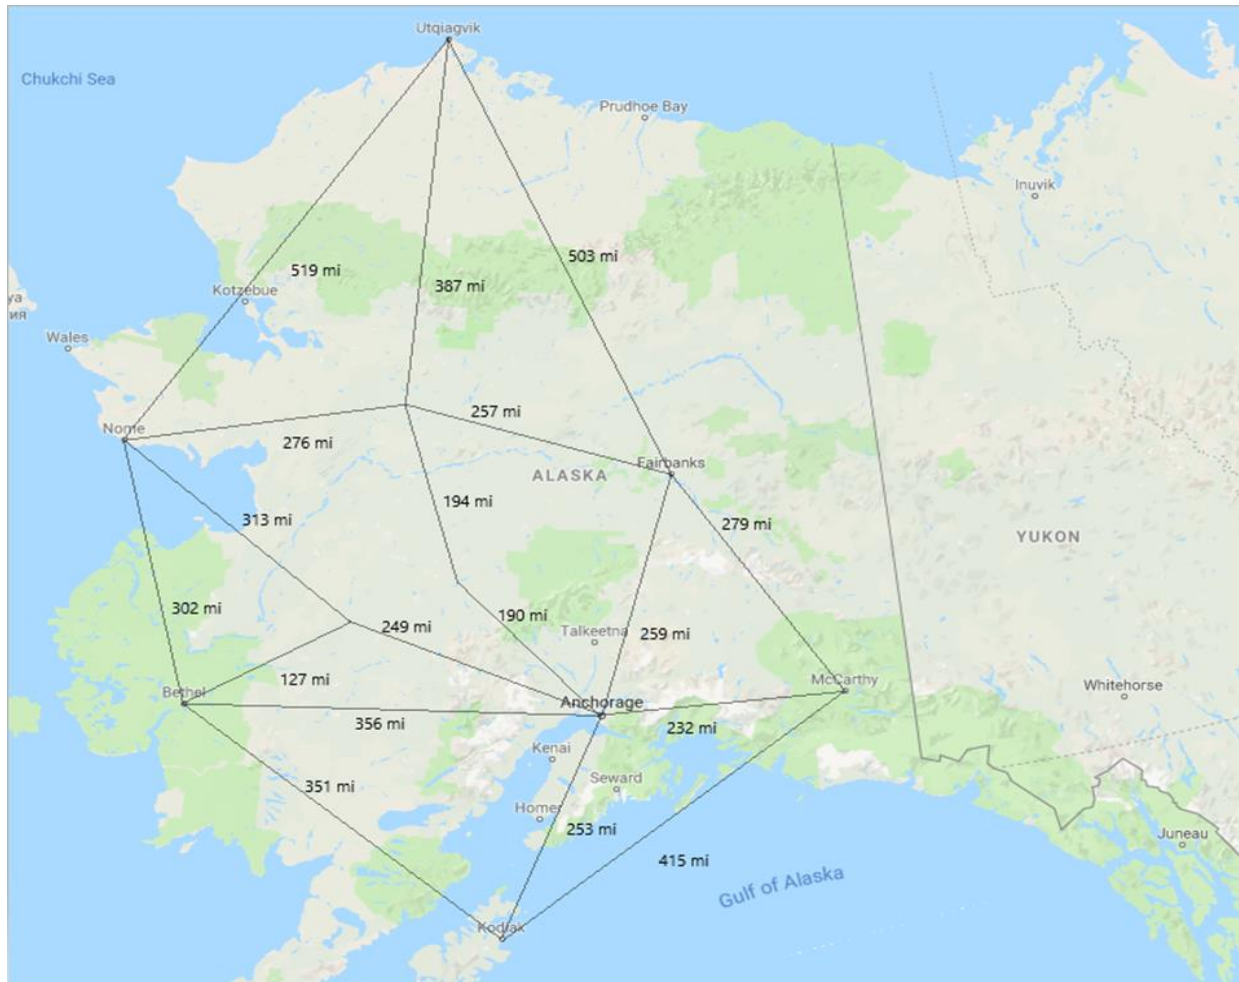 Utqiagvik
Chukchi Sea
Prudhoe Bay
Inuvik
519 mi
503 mi
387 mi
Kotzebue
ya
ия
Wales
257 mi
Nome
276 mi
Fairbanks
ALASKA
194 mi
313 mi
279 mi
YUKON
302 mi
190 mi
249 mi
Talkeetna
259 mi
127 mi
McCarthy
Bethel
Whitehorse
Anchorage
356 mi
232 mi
Kenai
351 mi
Seward
Homer
253 mi
Juneau
415 mi
Gulf of Alaska
Kodiak